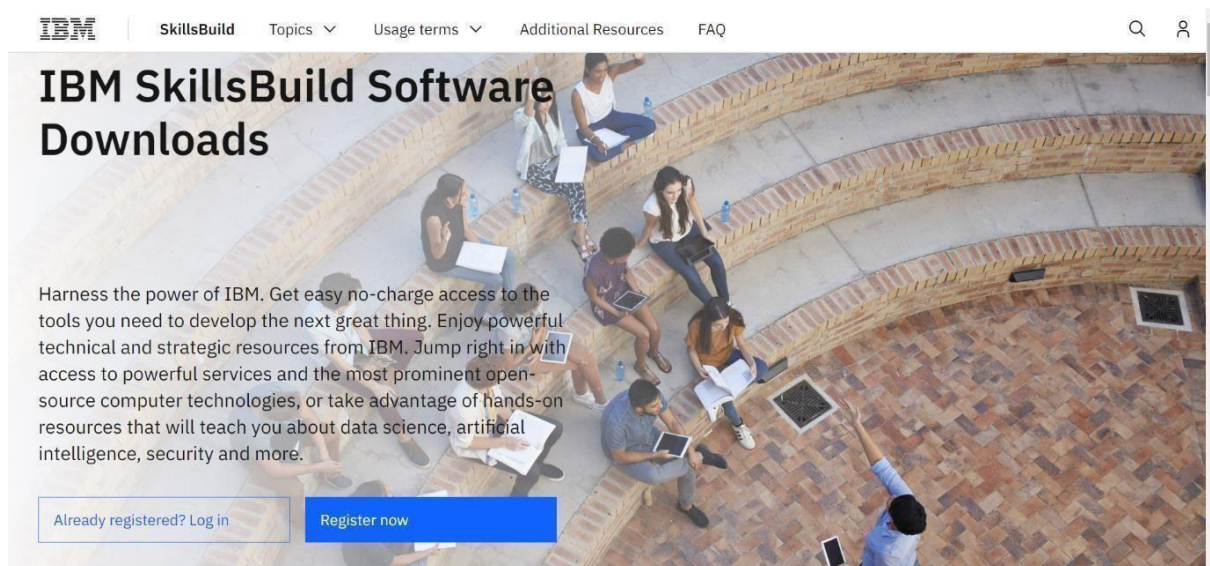 IBM SkillsBuild Topics Usage terms Additional Resources FAQ
IBM SkillsBuild Software
Downloads
Harness the power of IBM. Get easy no-charge access to the
tools you need to develop the next great thing. Enjoy powerful
technical and strategic resources from IBM. Jump right in with
access to powerful services and the most prominent open-
source computer technologies, or take advantage of hands-on
resources that will teach you about data science, artificial
intelligence, security and more.
Already registered? Log in Register now